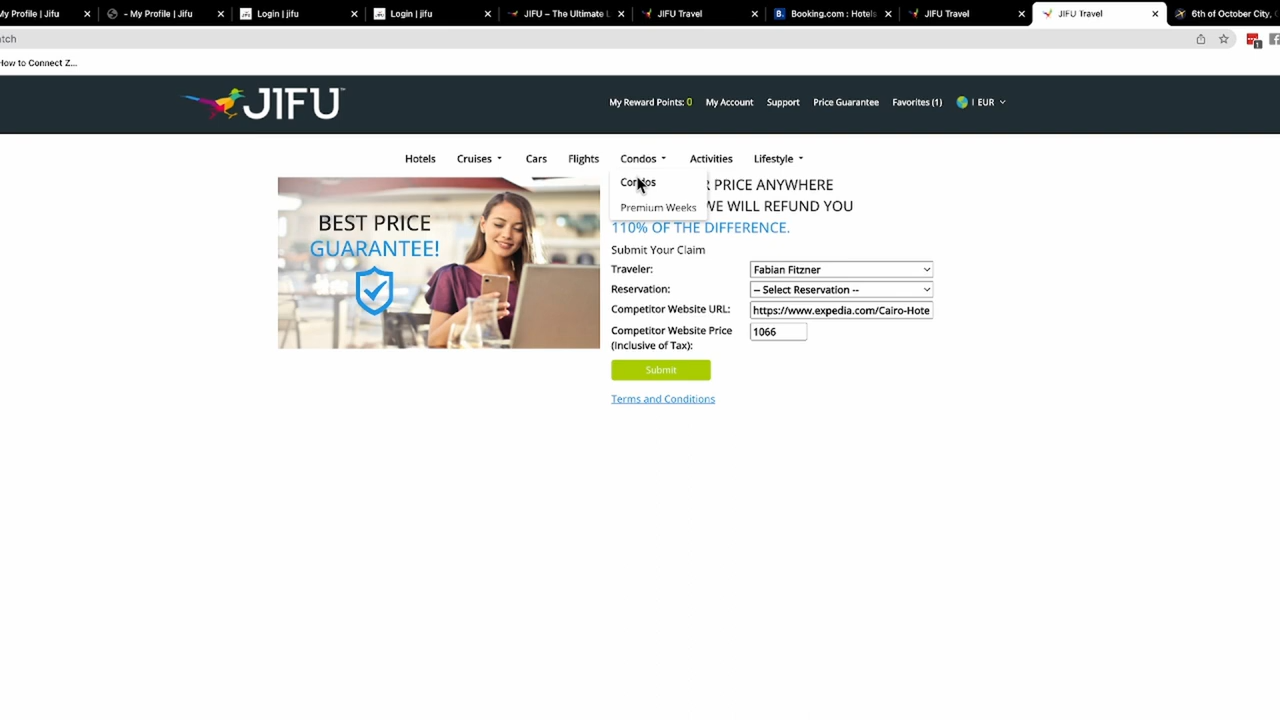 My Profile | Jifu
- My Profile | Jifu
Login | jifu
Login | jifu
JIFU – The Ultimate L
JIFU Travel
Booking.com : Hotels
JIFU Travel
JIFU Travel
6th of October City,
tch
How to Connect Z...
JIFU
My Reward Points: 0
My Account
Support
Price Guarantee
Favorites (1)
| EUR
Hotels
Cruises
Cars
Flights
Condos
Activities
Lifestyle
Condos
Premium Weeks
BEST PRICE
GUARANTEE!
R PRICE ANYWHERE
WE WILL REFUND YOU
110% OF THE DIFFERENCE.
Submit Your Claim
Traveler: Fabian Fitzner
Reservation: -- Select Reservation --
Competitor Website URL: https://www.expedia.com/Cairo-Hote
Competitor Website Price 1066
(Inclusive of Tax):
Submit
Terms and Conditions